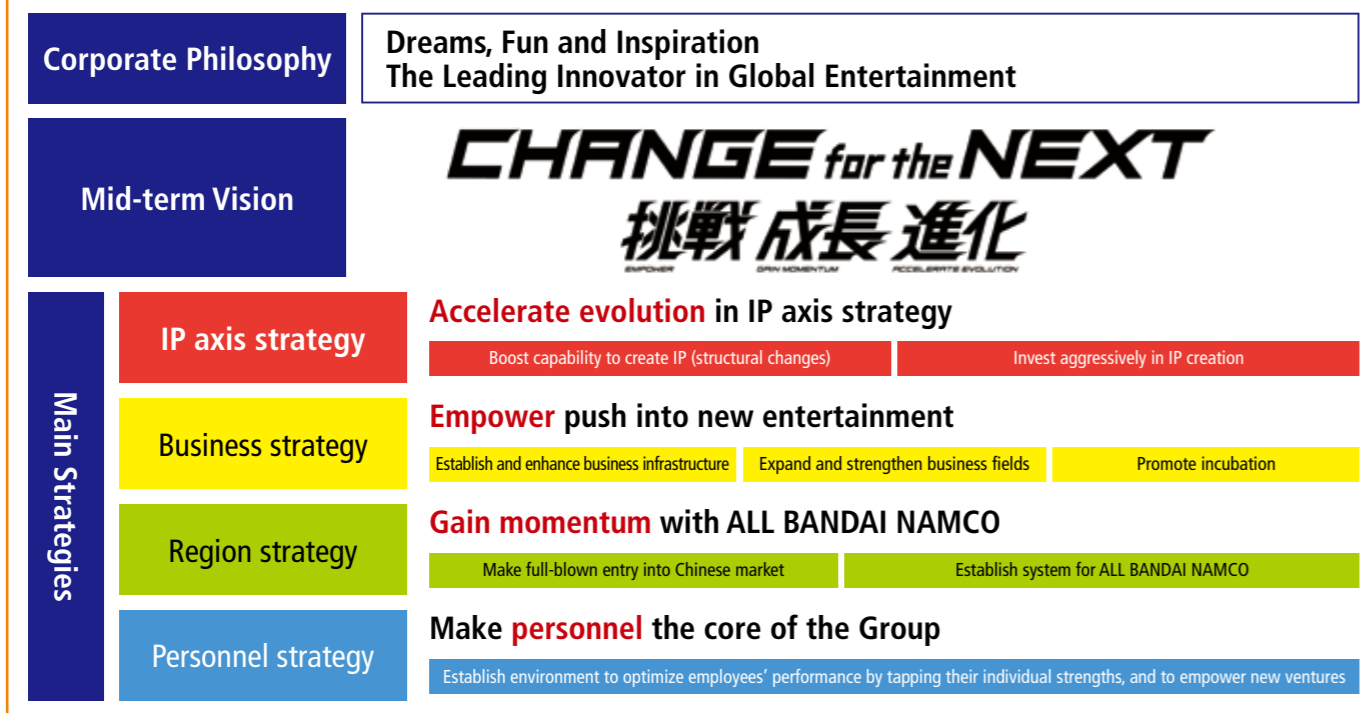 Corporate Philosophy
Dreams, Fun and Inspiration
The Leading Innovator in Global Entertainment
Mid-term Vision
CHANGE for the NEXT
挑戦 成長 進化
EMPOWER GAIN MOMENTUM ACCELERATE EVOLUTION
Main Strategies
IP axis strategy
Accelerate evolution in IP axis strategy
Boost capability to create IP (structural changes)
Invest aggressively in IP creation
Business strategy
Empower push into new entertainment
Establish and enhance business infrastructure
Expand and strengthen business fields
Promote incubation
Region strategy
Gain momentum with ALL BANDAI NAMCO
Make full-blown entry into Chinese market
Establish system for ALL BANDAI NAMCO
Personnel strategy
Make personnel the core of the Group
Establish environment to optimize employees’ performance by tapping their individual strengths, and to empower new ventures